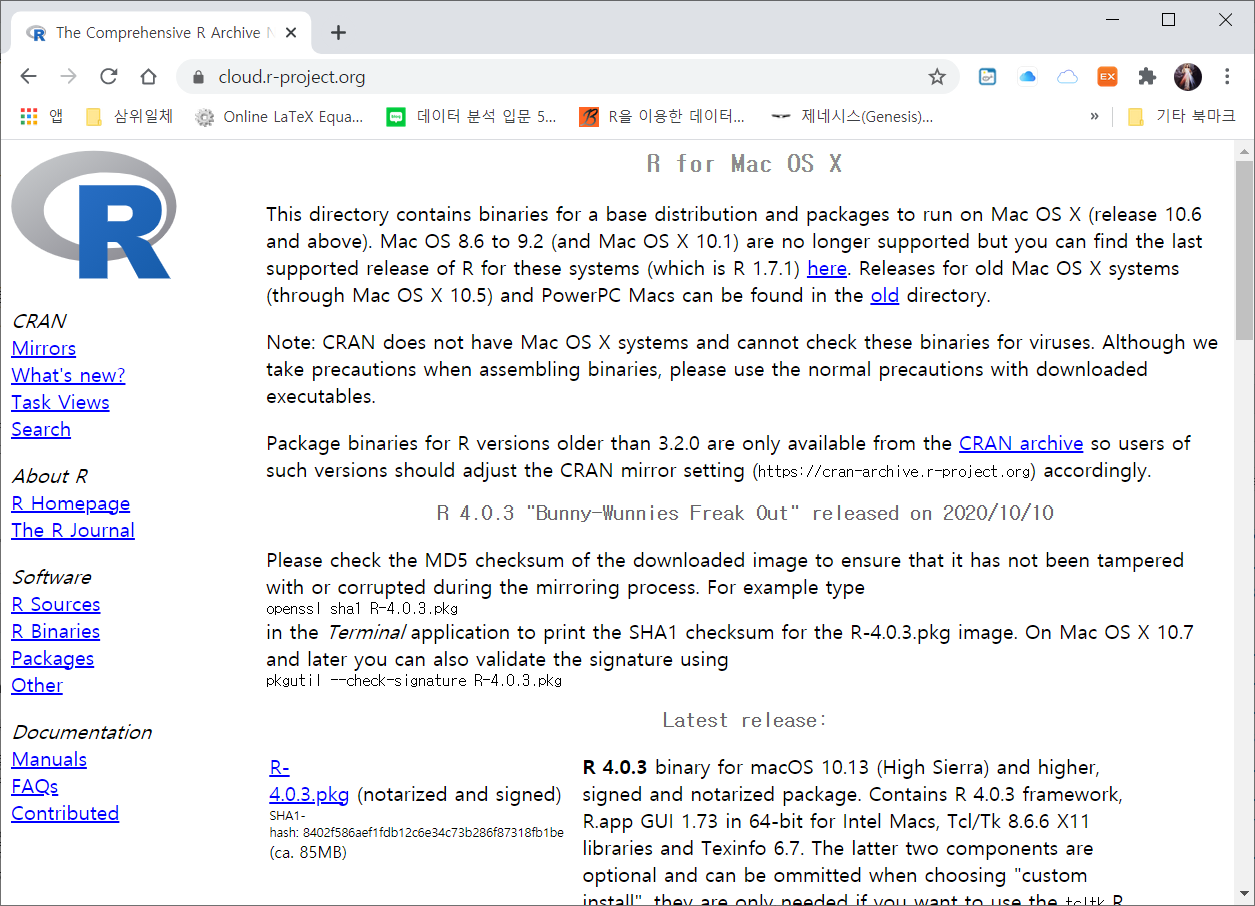 The Comprehensive R Archive N
cloud.r-project.org
EX
앱
삼위일체
Online LaTeX Equa...
데이터 분석 입문 5...
R을 이용한 데이터...
제네시스(Genesis)...
»
기타 북마크
R
CRAN
Mirrors
What's new?
Task Views
Search
About R
R Homepage
The R Journal
Software
R Sources
R Binaries
Packages
Other
Documentation
Manuals
FAQs
Contributed
R for Mac OS X
This directory contains binaries for a base distribution and packages to run on Mac OS X (release 10.6
and above). Mac OS 8.6 to 9.2 (and Mac OS X 10.1) are no longer supported but you can find the last
supported release of R for these systems (which is R 1.7.1) here. Releases for old Mac OS X systems
(through Mac OS X 10.5) and PowerPC Macs can be found in the old directory.
Note: CRAN does not have Mac OS X systems and cannot check these binaries for viruses. Although we
take precautions when assembling binaries, please use the normal precautions with downloaded
executables.
Package binaries for R versions older than 3.2.0 are only available from the CRAN archive so users of
such versions should adjust the CRAN mirror setting (https://cran-archive.r-project.org) accordingly.
R 4.0.3 "Bunny-Wunnies Freak Out" released on 2020/10/10
Please check the MD5 checksum of the downloaded image to ensure that it has not been tampered
with or corrupted during the mirroring process. For example type
openssl sha1 R-4.0.3.pkg
in the Terminal application to print the SHA1 checksum for the R-4.0.3.pkg image. On Mac OS X 10.7
and later you can also validate the signature using
pkgutil --check-signature R-4.0.3.pkg
Latest release:
R-
4.0.3.pkg (notarized and signed)
SHA1-
hash: 8402f586aef1fdb12c6e34c73b286f87318fb1be
(ca. 85MB)
R 4.0.3 binary for macOS 10.13 (High Sierra) and higher,
signed and notarized package. Contains R 4.0.3 framework,
R.app GUI 1.73 in 64-bit for Intel Macs, Tcl/Tk 8.6.6 X11
libraries and Texinfo 6.7. The latter two components are
optional and can be ommitted when choosing "custom
install", they are only needed if you want to use the tcltk R